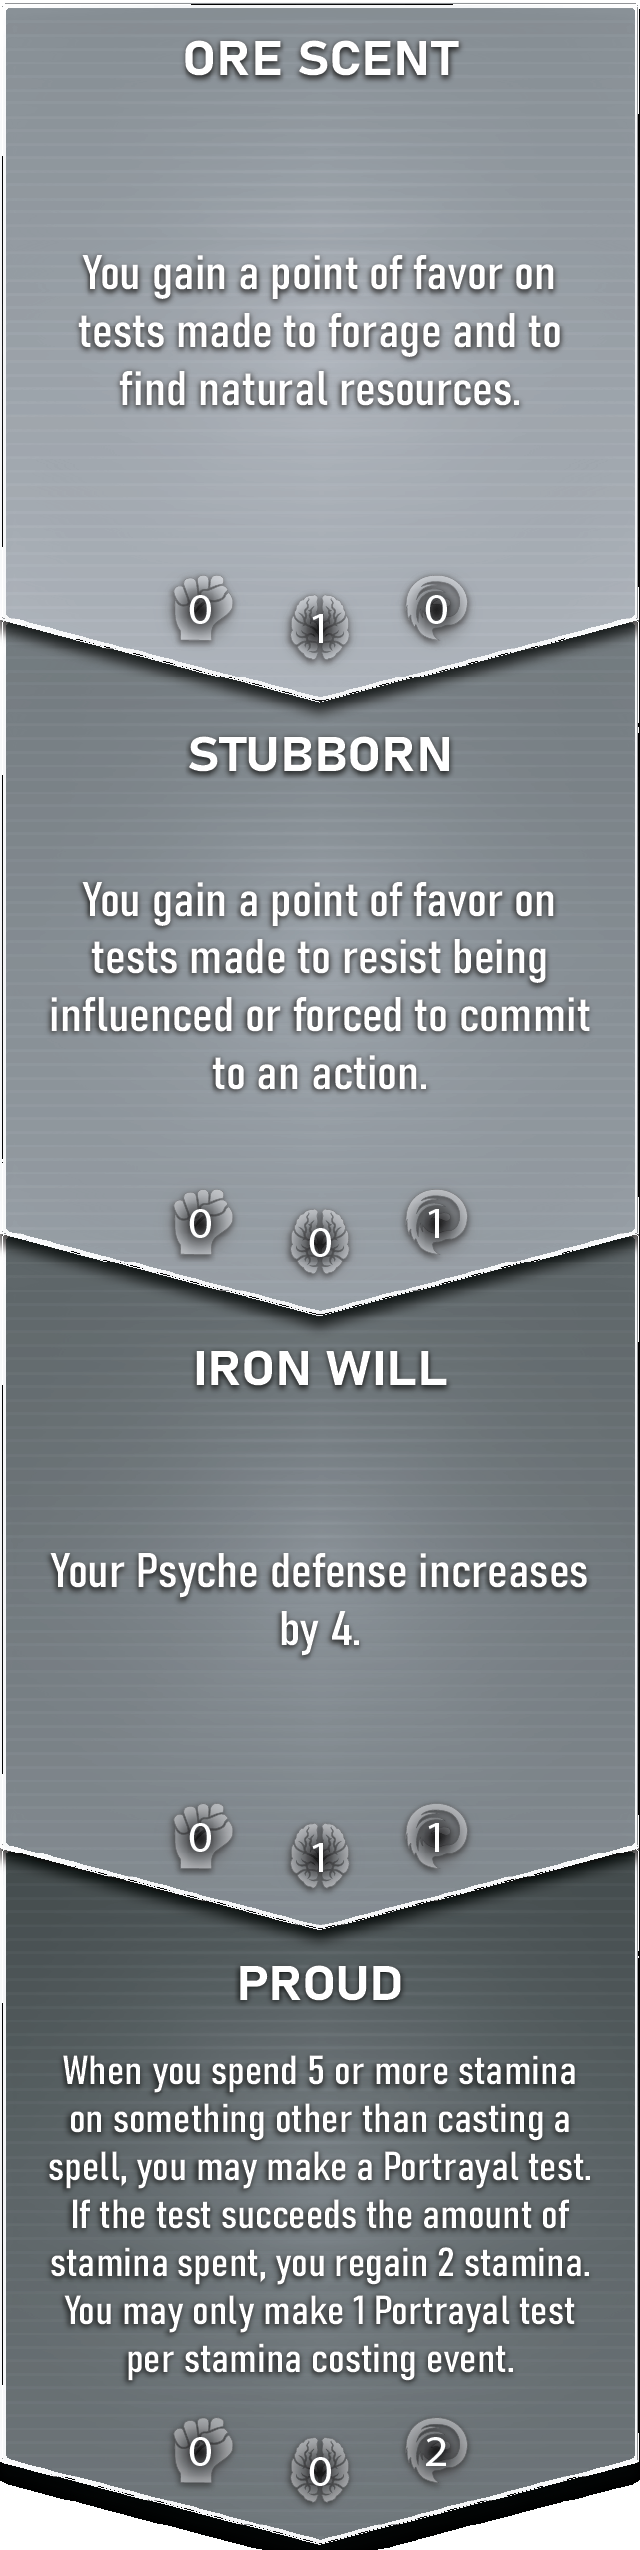 ORE SCENT
You gain a point of favor on
tests made to forage and to
find natural resources.
0 1 0
STUBBORN
You gain a point of favor on
tests made to resist being
influenced or forced to commit
to an action.
0 0 1
IRON WILL
Your Psyche defense increases
by 4.
0 1 1
PROUD
When you spend 5 or more stamina
on something other than casting a
spell, you may make a Portrayal test.
If the test succeeds the amount of
stamina spent, you regain 2 stamina.
You may only make 1 Portrayal test
per stamina costing event.
0 0 2